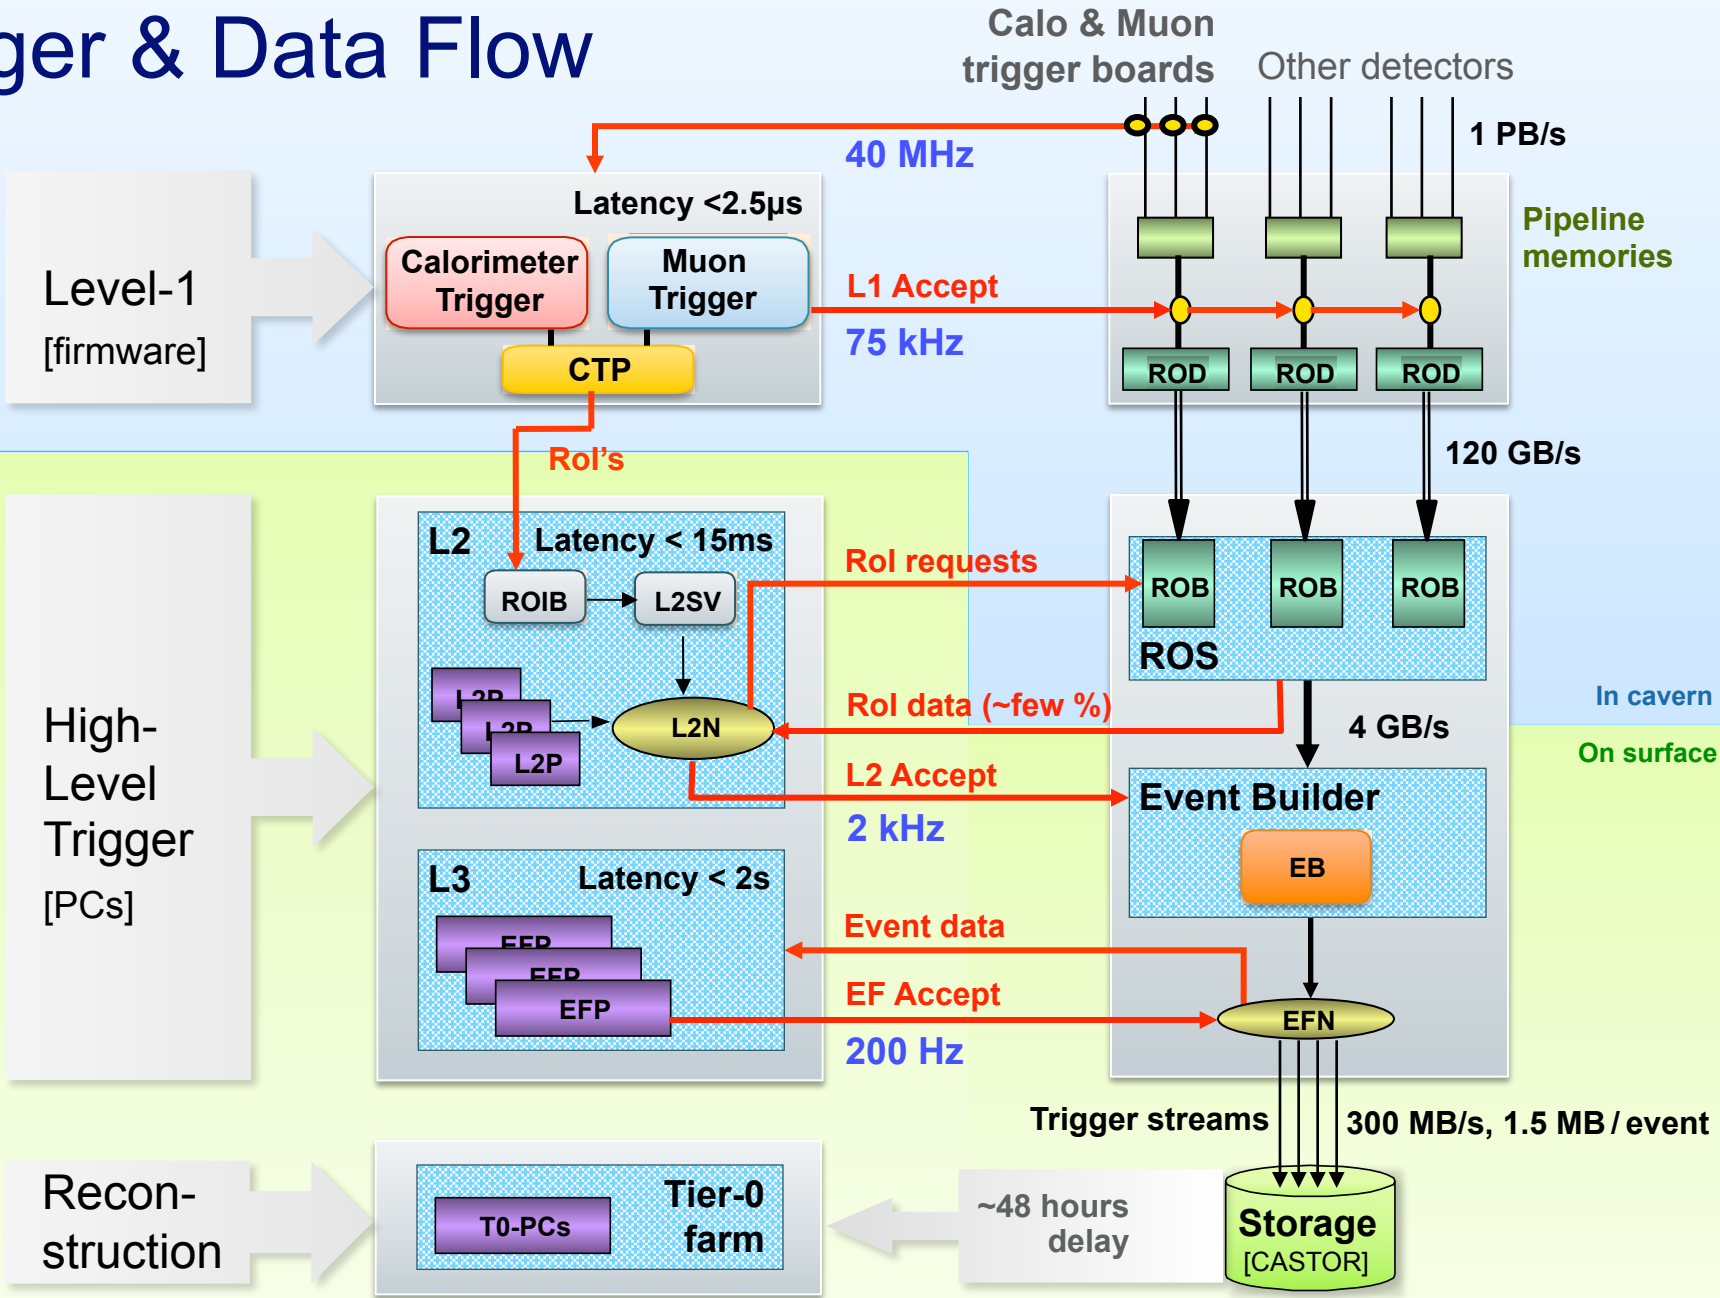 ger & Data Flow
Calo & Muon
trigger boards
Other detectors
1 PB/s
40 MHz
Level-1
[firmware]
Latency <2.5μs
Calorimeter
Trigger
Muon
Trigger
CTP
L1 Accept
75 kHz
Pipeline
memories
ROD
ROD
ROD
RoI's
120 GB/s
High-
Level
Trigger
[PCs]
L2
Latency < 15ms
ROIB
L2SV
L2P
L2P
L2P
L2N
RoI requests
ROB
ROB
ROB
ROS
RoI data (~few %)
4 GB/s
In cavern
On surface
L2 Accept
2 kHz
Event Builder
EB
L3
Latency < 2s
EFP
EFP
EFP
Event data
EF Accept
200 Hz
EFN
Trigger streams
300 MB/s, 1.5 MB / event
Recon-
struction
T0-PCs
Tier-0
farm
~48 hours
delay
Storage
[CASTOR]